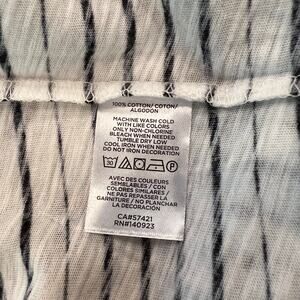 100% COTTON/ COTON/
ALGODON
MACHINE WASH COLD
WITH LIKE COLORS
ONLY NON-CHLORINE
BLEACH WHEN NEEDED
TUMBLE DRY LOW
COOL IRON WHEN NEEDED
DO NOT IRON DECORATION
30
AVEC DES COULEURS
SEMBLABLES / CON
COLORES SIMILARES
NE PAS REPASSER LA
GARNITURE / NO PLANCHAR
LA DECORACION
CA#57421
RN#140923